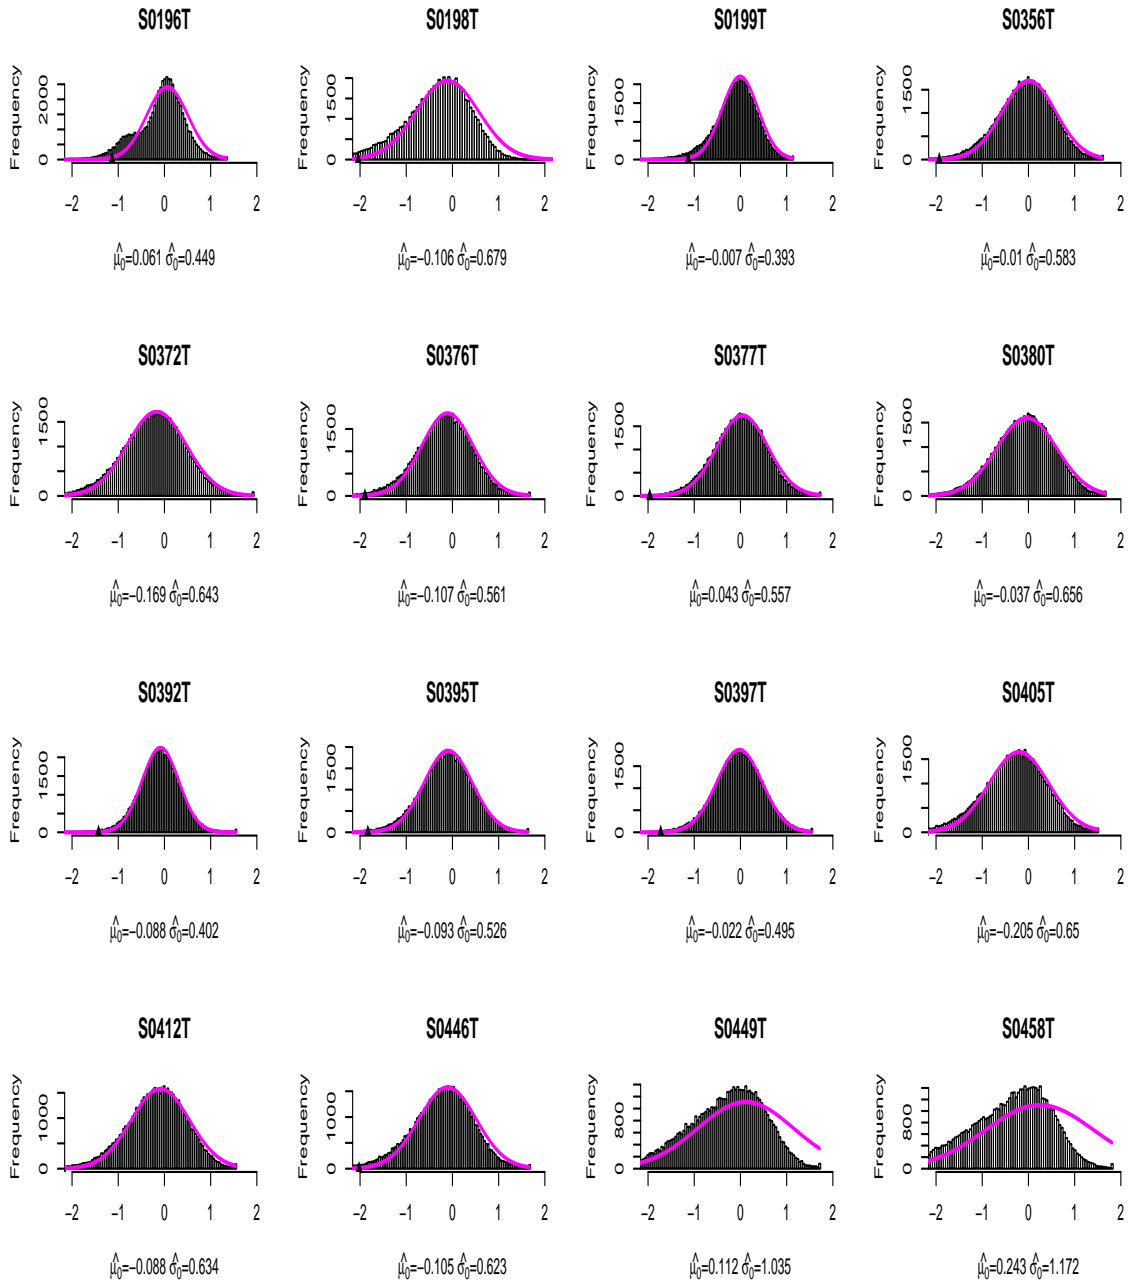 S0196T S0198T S0199T S0356T
Frequency 0 2000 Frequency 0 1500 Frequency 0 1500 Frequency 0 1500
−2 −1 0 1 2 −2 −1 0 1 2 −2 −1 0 1 2 −2 −1 0 1 2
μ̂0=0.061 σ̂0=0.449 μ̂0=−0.106 σ̂0=0.679 μ̂0=−0.007 σ̂0=0.393 μ̂0=0.01 σ̂0=0.583
S0372T S0376T S0377T S0380T
Frequency 0 1500 Frequency 0 1500 Frequency 0 1500 Frequency 0 1500
−2 −1 0 1 2 −2 −1 0 1 2 −2 −1 0 1 2 −2 −1 0 1 2
μ̂0=−0.169 σ̂0=0.643 μ̂0=−0.107 σ̂0=0.561 μ̂0=0.043 σ̂0=0.557 μ̂0=−0.037 σ̂0=0.656
S0392T S0395T S0397T S0405T
Frequency 0 1500 Frequency 0 1500 Frequency 0 1500 Frequency 0 1500
−2 −1 0 1 2 −2 −1 0 1 2 −2 −1 0 1 2 −2 −1 0 1 2
μ̂0=−0.088 σ̂0=0.402 μ̂0=−0.093 σ̂0=0.526 μ̂0=−0.022 σ̂0=0.495 μ̂0=−0.205 σ̂0=0.65
S0412T S0446T S0449T S0458T
Frequency 0 1000 Frequency 0 1000 Frequency 0 800 Frequency 0 800
−2 −1 0 1 2 −2 −1 0 1 2 −2 −1 0 1 2 −2 −1 0 1 2
μ̂0=−0.088 σ̂0=0.634 μ̂0=−0.105 σ̂0=0.623 μ̂0=0.112 σ̂0=1.035 μ̂0=0.243 σ̂0=1.172